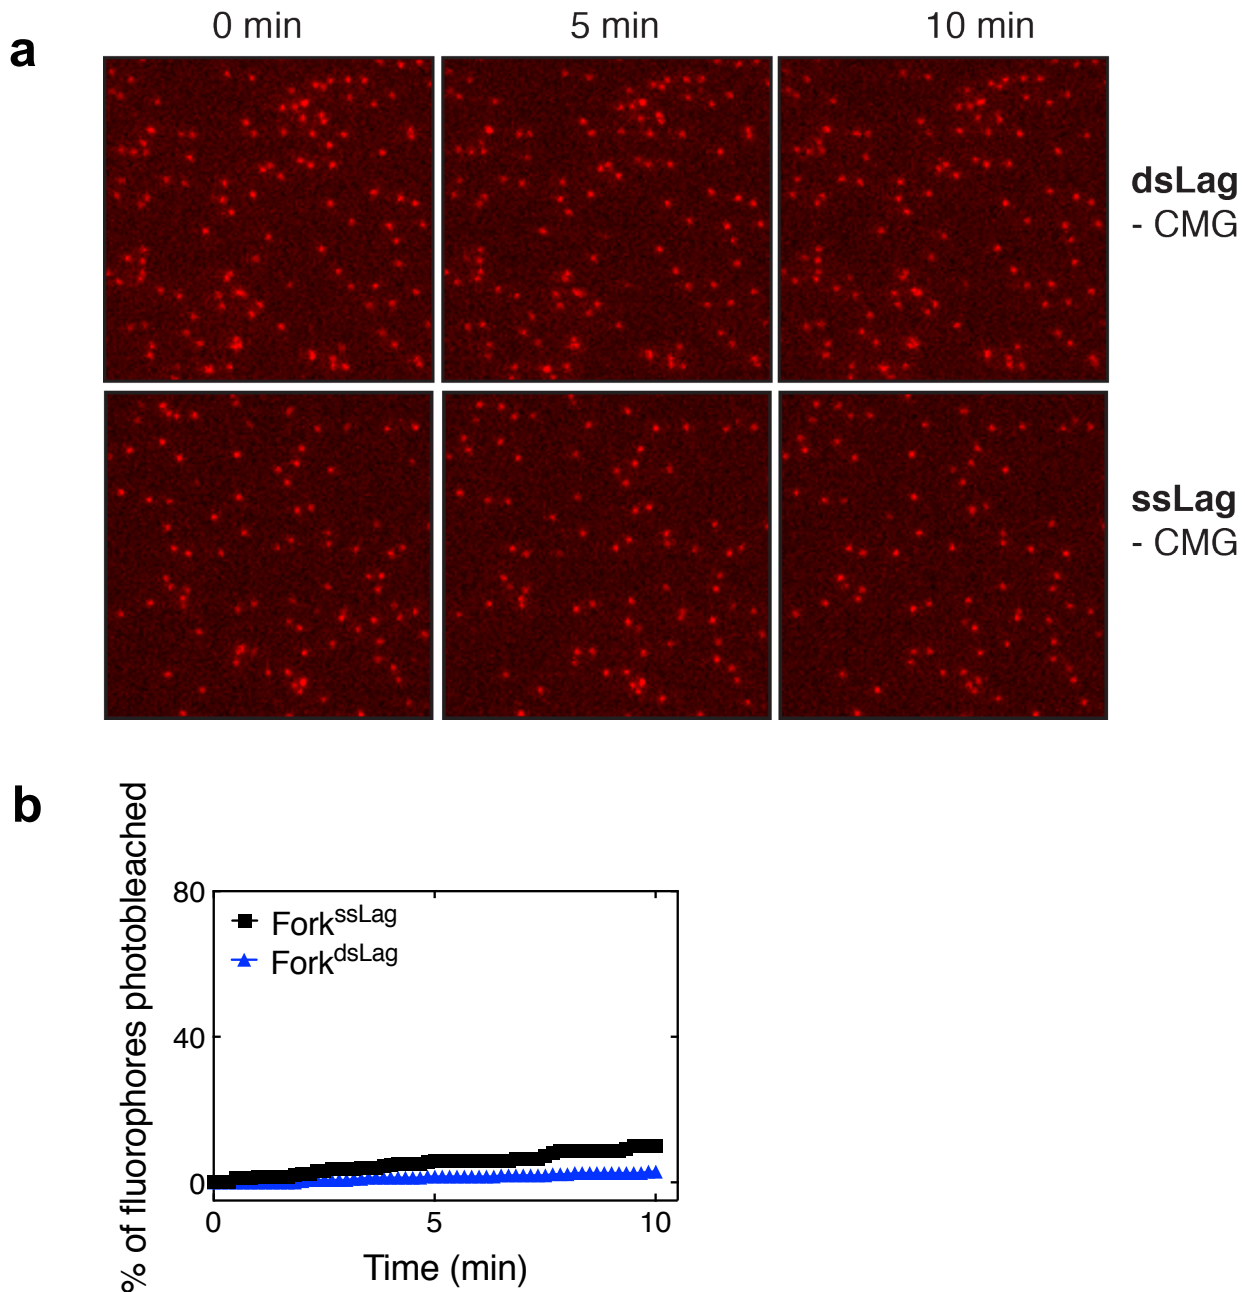 a
0 min 5 min 10 min
dsLag
- CMG
ssLag
- CMG
b
% of fluorophores photobleached
80
40
0
Fork^ssLag
Fork^dsLag
0 5 10
Time (min)